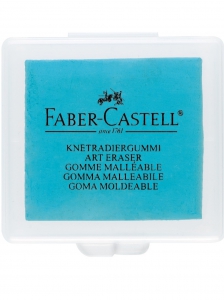 FABER-CASTELL®
since 1761
KNETRADIERGUMMI
ART ERASER
GOMME MALLÉABLE
GOMMA MALLEABILE
GOMA MOLDEABLE